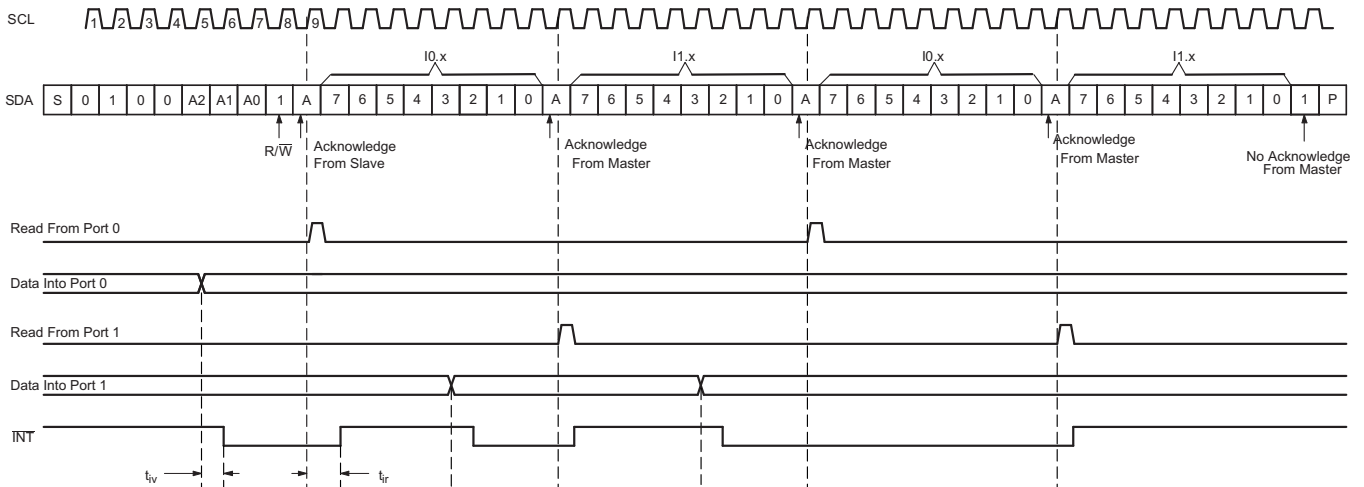 SCL
1 2 3 4 5 6 7 8 9
I0.x I1.x I0.x I1.x
SDA S 0 1 0 0 A2 A1 A0 1 A 7 6 5 4 3 2 1 0 A 7 6 5 4 3 2 1 0 A 7 6 5 4 3 2 1 0 A 7 6 5 4 3 2 1 0 1 P
R/W̅
Acknowledge
From Slave
Acknowledge
From Master
Acknowledge
From Master
Acknowledge
From Master
No Acknowledge
From Master
Read From Port 0
Data Into Port 0
Read From Port 1
Data Into Port 1
I̅N̅T̅
tiv tir